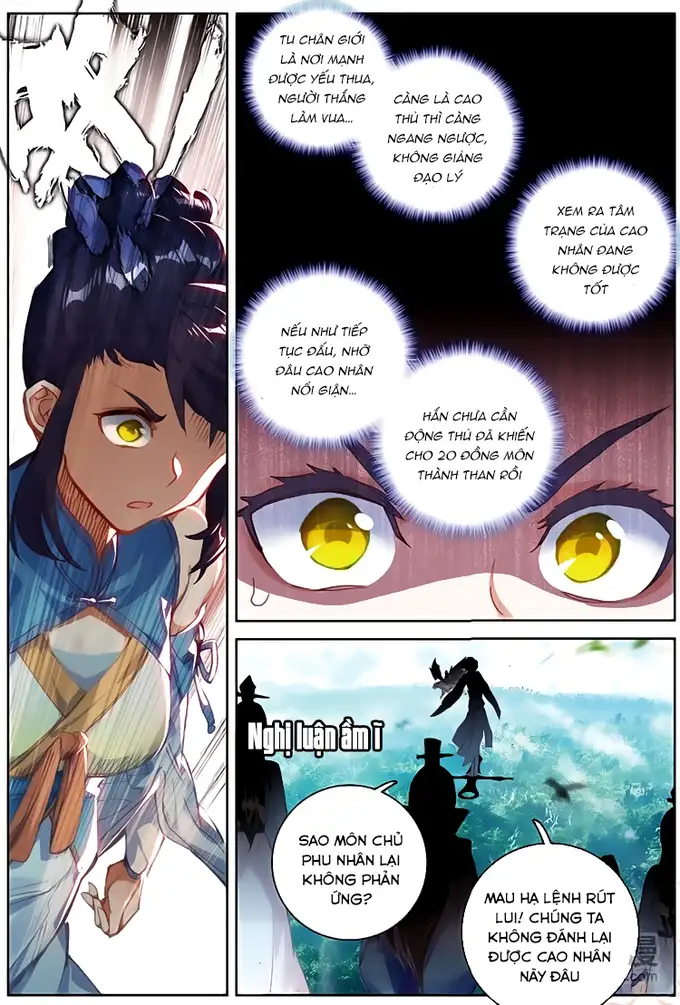 TU CHÂN GIỚI
LÀ NƠI MẠNH
ĐƯỢC YẾU THUA,
NGƯỜI THẮNG
LÀM VUA...
CÀNG LÀ CAO
THỦ THÌ CÀNG
NGANG NGƯỢC,
KHÔNG GIẢNG
ĐẠO LÝ
XEM RA TÂM
TRẠNG CỦA CAO
NHÂN ĐANG
KHÔNG ĐƯỢC
TỐT
NẾU NHƯ TIẾP
TỤC ĐẤU, NHỠ
ĐÂU CAO NHÂN
NỔI GIẬN...
HẮN CHƯA CẦN
ĐỘNG THỦ ĐÃ KHIẾN
CHO 20 ĐỒNG MÔN
THÀNH THAN RỒI
Nghị luận ầm ĩ
SAO MÔN CHỦ
PHU NHÂN LẠI
KHÔNG PHẢN
ỨNG?
MAU HẠ LỆNH RÚT
LUI! CHÚNG TA
KHÔNG ĐÁNH LẠI
ĐƯỢC CAO NHÂN
NÀY ĐÂU
漫
.COM